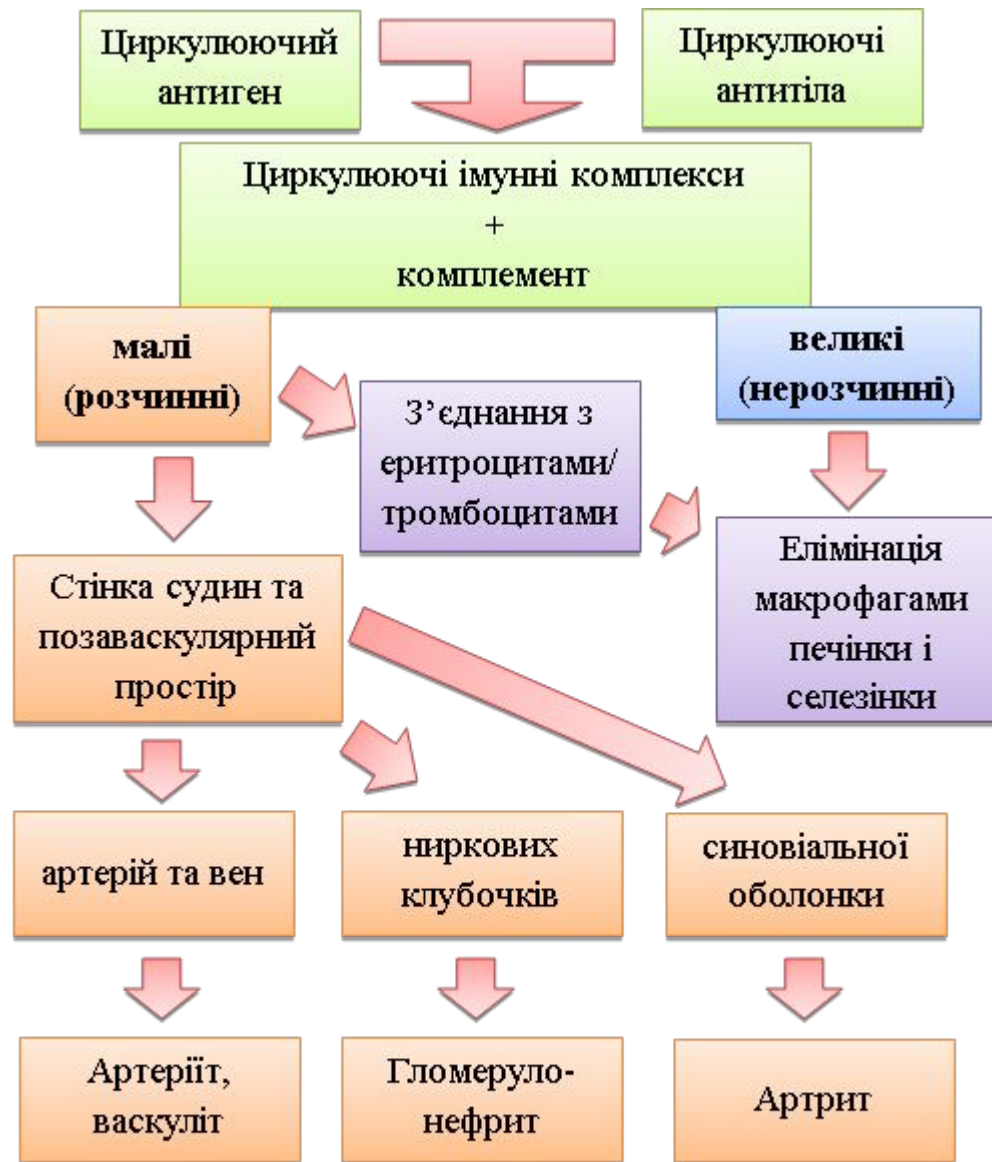 Циркулюючий
антиген
Циркулюючі
антитіла
Циркулюючі імунні комплекси
+
комплемент
малі
(розчинні)
великі
(нерозчинні)
З’єднання з
еритроцитами/
тромбоцитами
Стінка судин та
позаваскулярний
простір
Елімінація
макрофагами
печінки і
селезінки
артерій та вен
ниркових
клубочків
синовіальної
оболонки
Артеріїт,
васкуліт
Гломеруло-
нефрит
Артрит